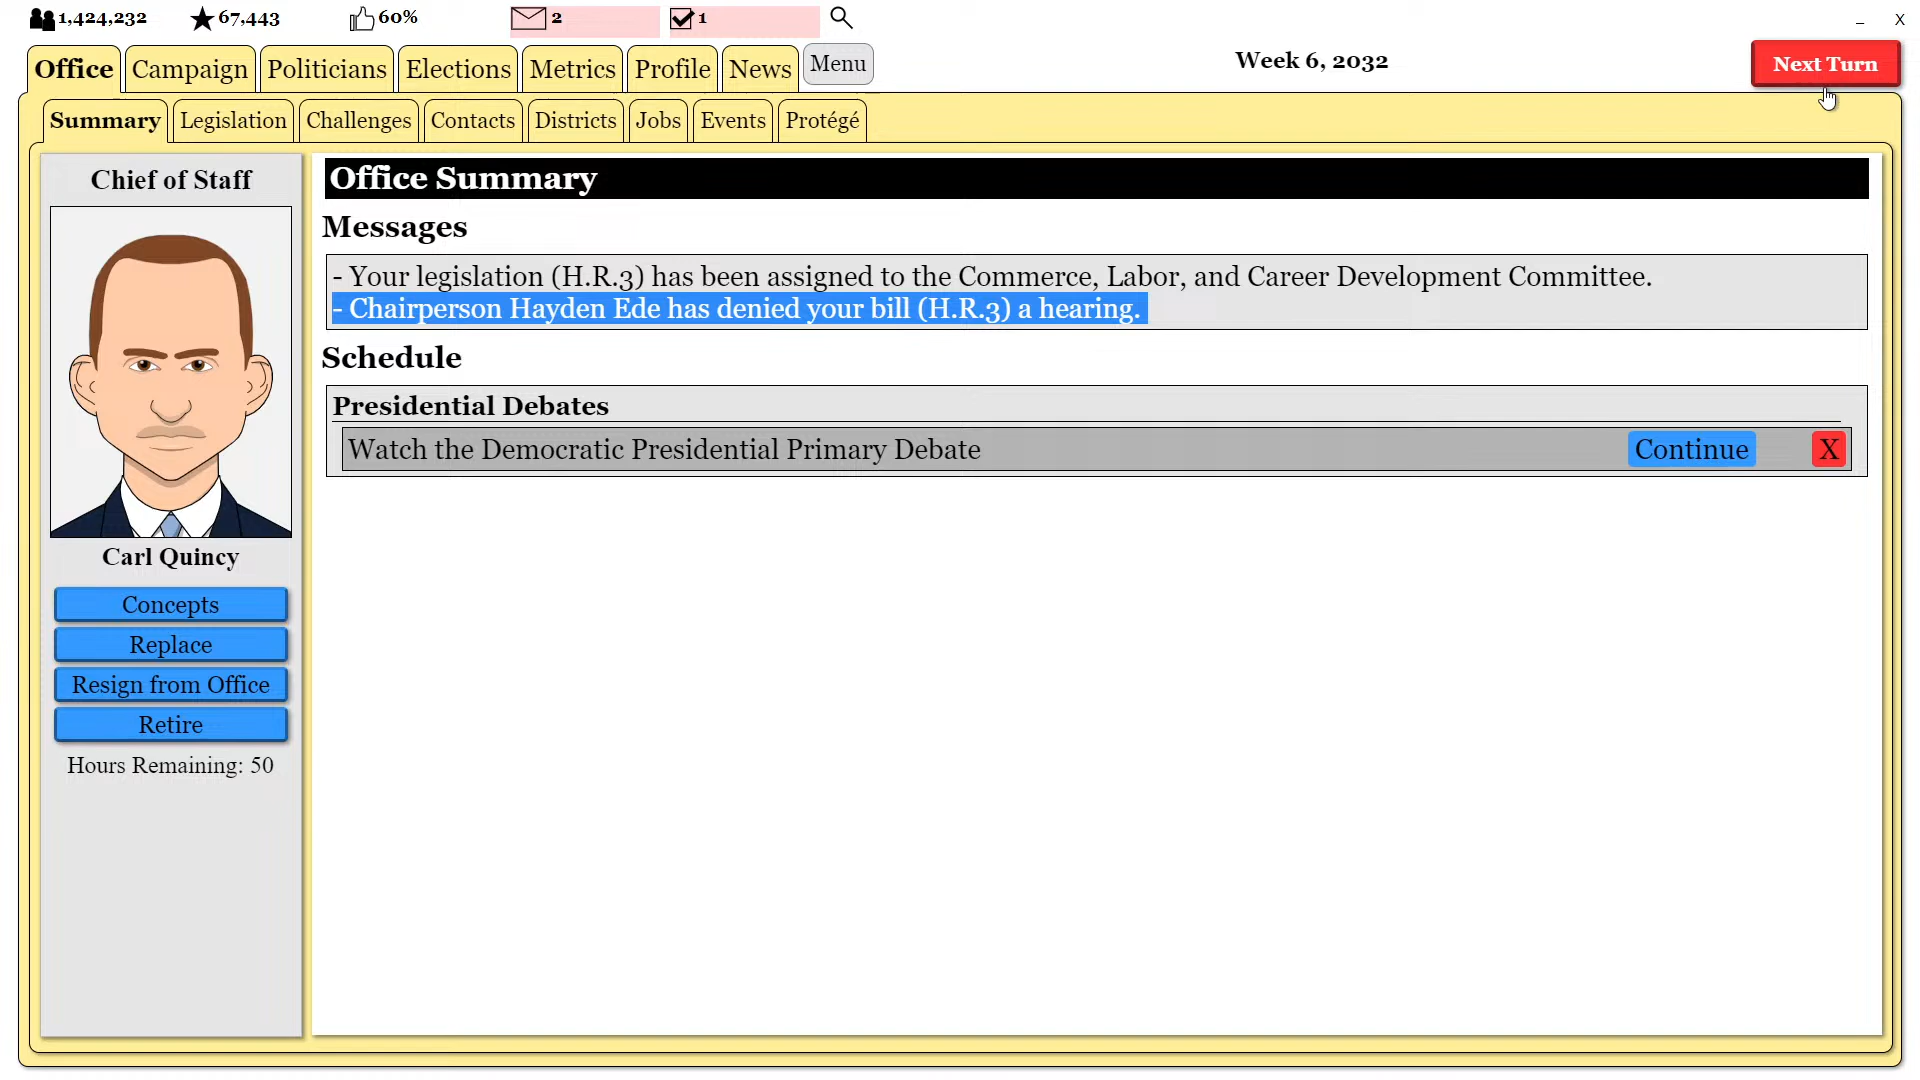 1,424,232 67,443 60% 2 1
_ X
Office Campaign Politicians Elections Metrics Profile News Menu Week 6, 2032 Next Turn
Summary Legislation Challenges Contacts Districts Jobs Events Protégé
Chief of Staff
Carl Quincy
Concepts
Replace
Resign from Office
Retire
Hours Remaining: 50
Office Summary
Messages
- Your legislation (H.R.3) has been assigned to the Commerce, Labor, and Career Development Committee.
- Chairperson Hayden Ede has denied your bill (H.R.3) a hearing.
Schedule
Presidential Debates
Watch the Democratic Presidential Primary Debate Continue X